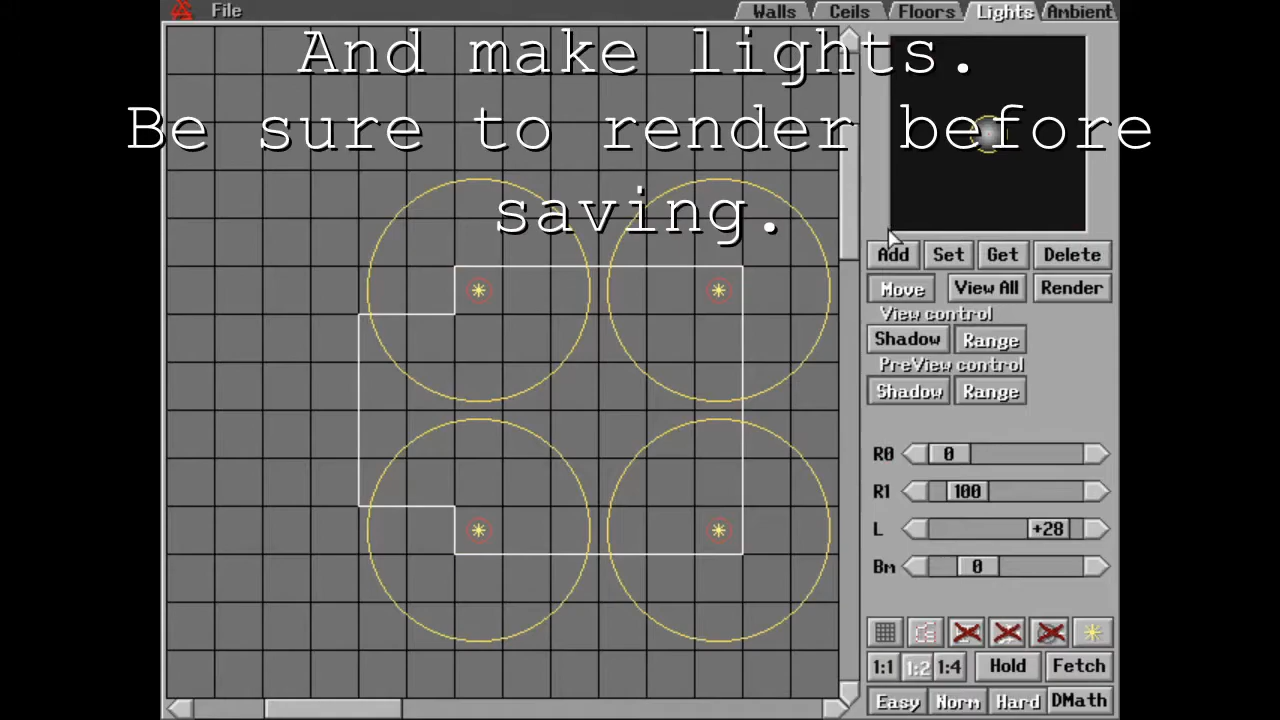 File
Walls Ceils Floors Lights Ambient
And make lights.
Be sure to render before
saving.
Add Set Get Delete
Move View All Render
View control
Shadow Range
PreView control
Shadow Range
R0 0
R1 100
L +28
Bm 0
1:1 1:2 1:4 Hold Fetch
Easy Norm Hard DMath